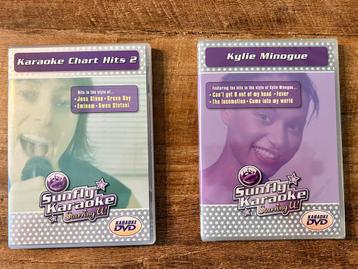 Karaoke Chart Hits 2
Hits in the style of...
• Joss Stone • Green Day
• Eminem • Gwen Stefani
Sunfly
Karaoke
Starring U!
KARAOKE
DVD
Kylie Minogue
Featuring the hits in the style of Kylie Minogue...
• Can't get U out of my head • Fever
• The locomotion • Come into my world
Sunfly
Karaoke
Starring U!
KARAOKE
DVD